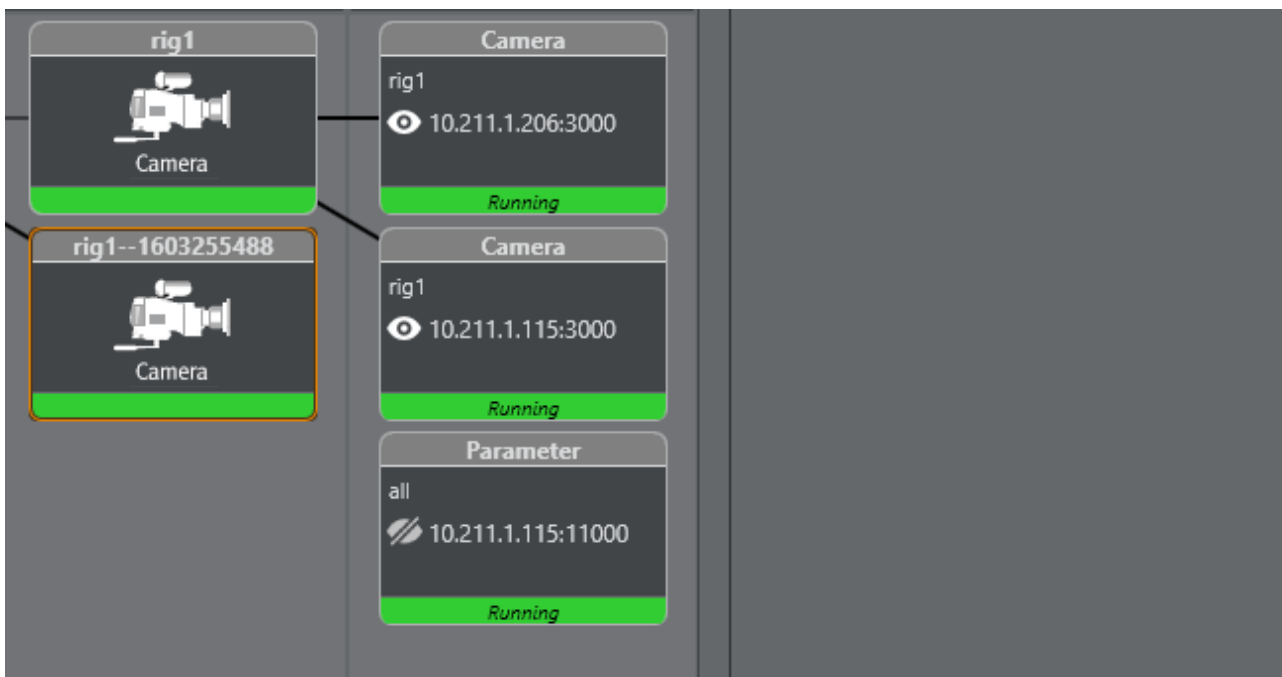 rig1
Camera
rig1--1603255488
Camera
Camera
rig1
10.211.1.206:3000
Running
Camera
rig1
10.211.1.115:3000
Running
Parameter
all
10.211.1.115:11000
Running